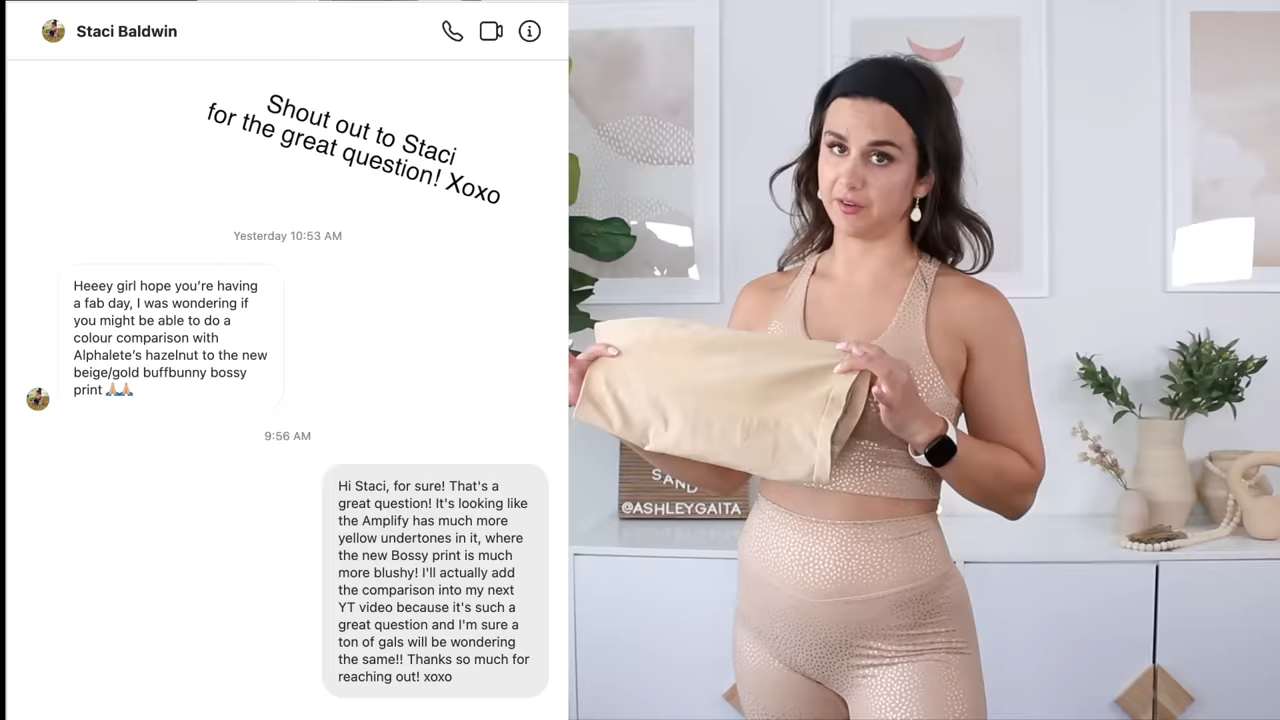 Staci Baldwin
Shout out to Staci
for the great question! Xoxo
Yesterday 10:53 AM
Heeey girl hope you're having
a fab day, I was wondering if
you might be able to do a
colour comparison with
Alphalete's hazelnut to the new
beige/gold buffbunny bossy
print 🙏🏼🙏🏼
9:56 AM
Hi Staci, for sure! That's a
great question! It's looking like
the Amplify has much more
yellow undertones in it, where
the new Bossy print is much
more blushy! I'll actually add
the comparison into my next
YT video because it's such a
great question and I'm sure a
ton of gals will be wondering
the same!! Thanks so much for
reaching out! xoxo
SAND
@ASHLEYGAITA